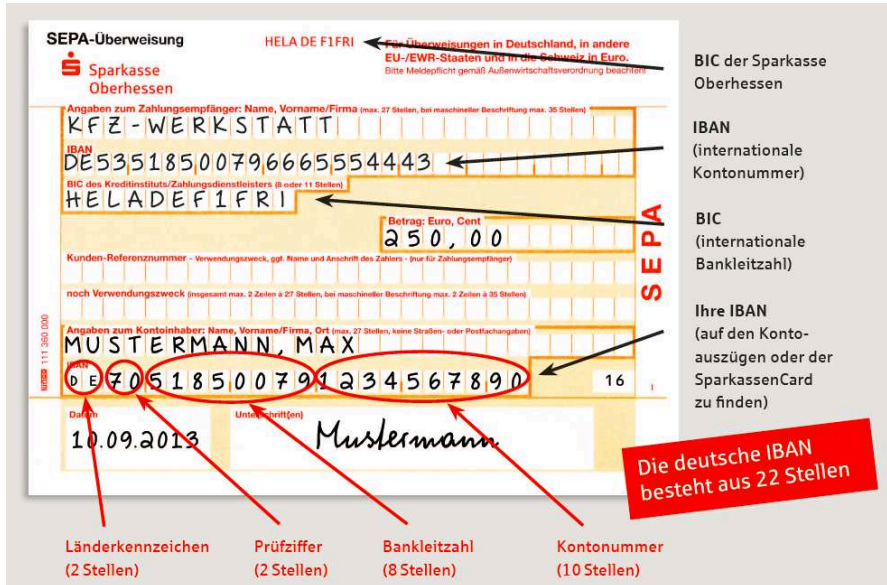 SEPA-Überweisung
HELA DE F1FRI
Für Überweisungen in Deutschland, in andere
EU-/EWR-Staaten und in die Schweiz in Euro.
Bitte Meldepflicht gemäß Außenwirtschaftsverordnung beachten!
Sparkasse
Oberhessen
BIC der Sparkasse
Oberhessen
Angaben zum Zahlungsempfänger: Name, Vorname/Firma (max. 27 Stellen, bei maschineller Beschriftung max. 35 Stellen)
KFZ-WERKSTATT
IBAN
DE53518500796665554443
IBAN
(internationale
Kontonummer)
BIC des Kreditinstituts/Zahlungsdienstleisters (8 oder 11 Stellen)
HELADEF1FRI
BIC
(internationale
Bankleitzahl)
Betrag: Euro, Cent
250,00
SEPA
Kunden-Referenznummer - Verwendungszweck, ggf. Name und Anschrift des Zahlers - (nur für Zahlungsempfänger)
noch Verwendungszweck (insgesamt max. 2 Zeilen à 27 Stellen, bei maschineller Beschriftung max. 2 Zeilen à 35 Stellen)
Ihre IBAN
(auf den Konto-
auszügen oder der
SparkassenCard
zu finden)
Angaben zum Kontoinhaber: Name, Vorname/Firma, Ort (max. 27 Stellen, keine Straßen- oder Postfachangaben)
MUSTERMANN, MAX
IBAN
DE70518500791234567890
16
111 360 000
Datum
Unterschrift(en)
10.09.2013
Mustermann
Die deutsche IBAN
besteht aus 22 Stellen
Länderkennzeichen
(2 Stellen)
Prüfziffer
(2 Stellen)
Bankleitzahl
(8 Stellen)
Kontonummer
(10 Stellen)